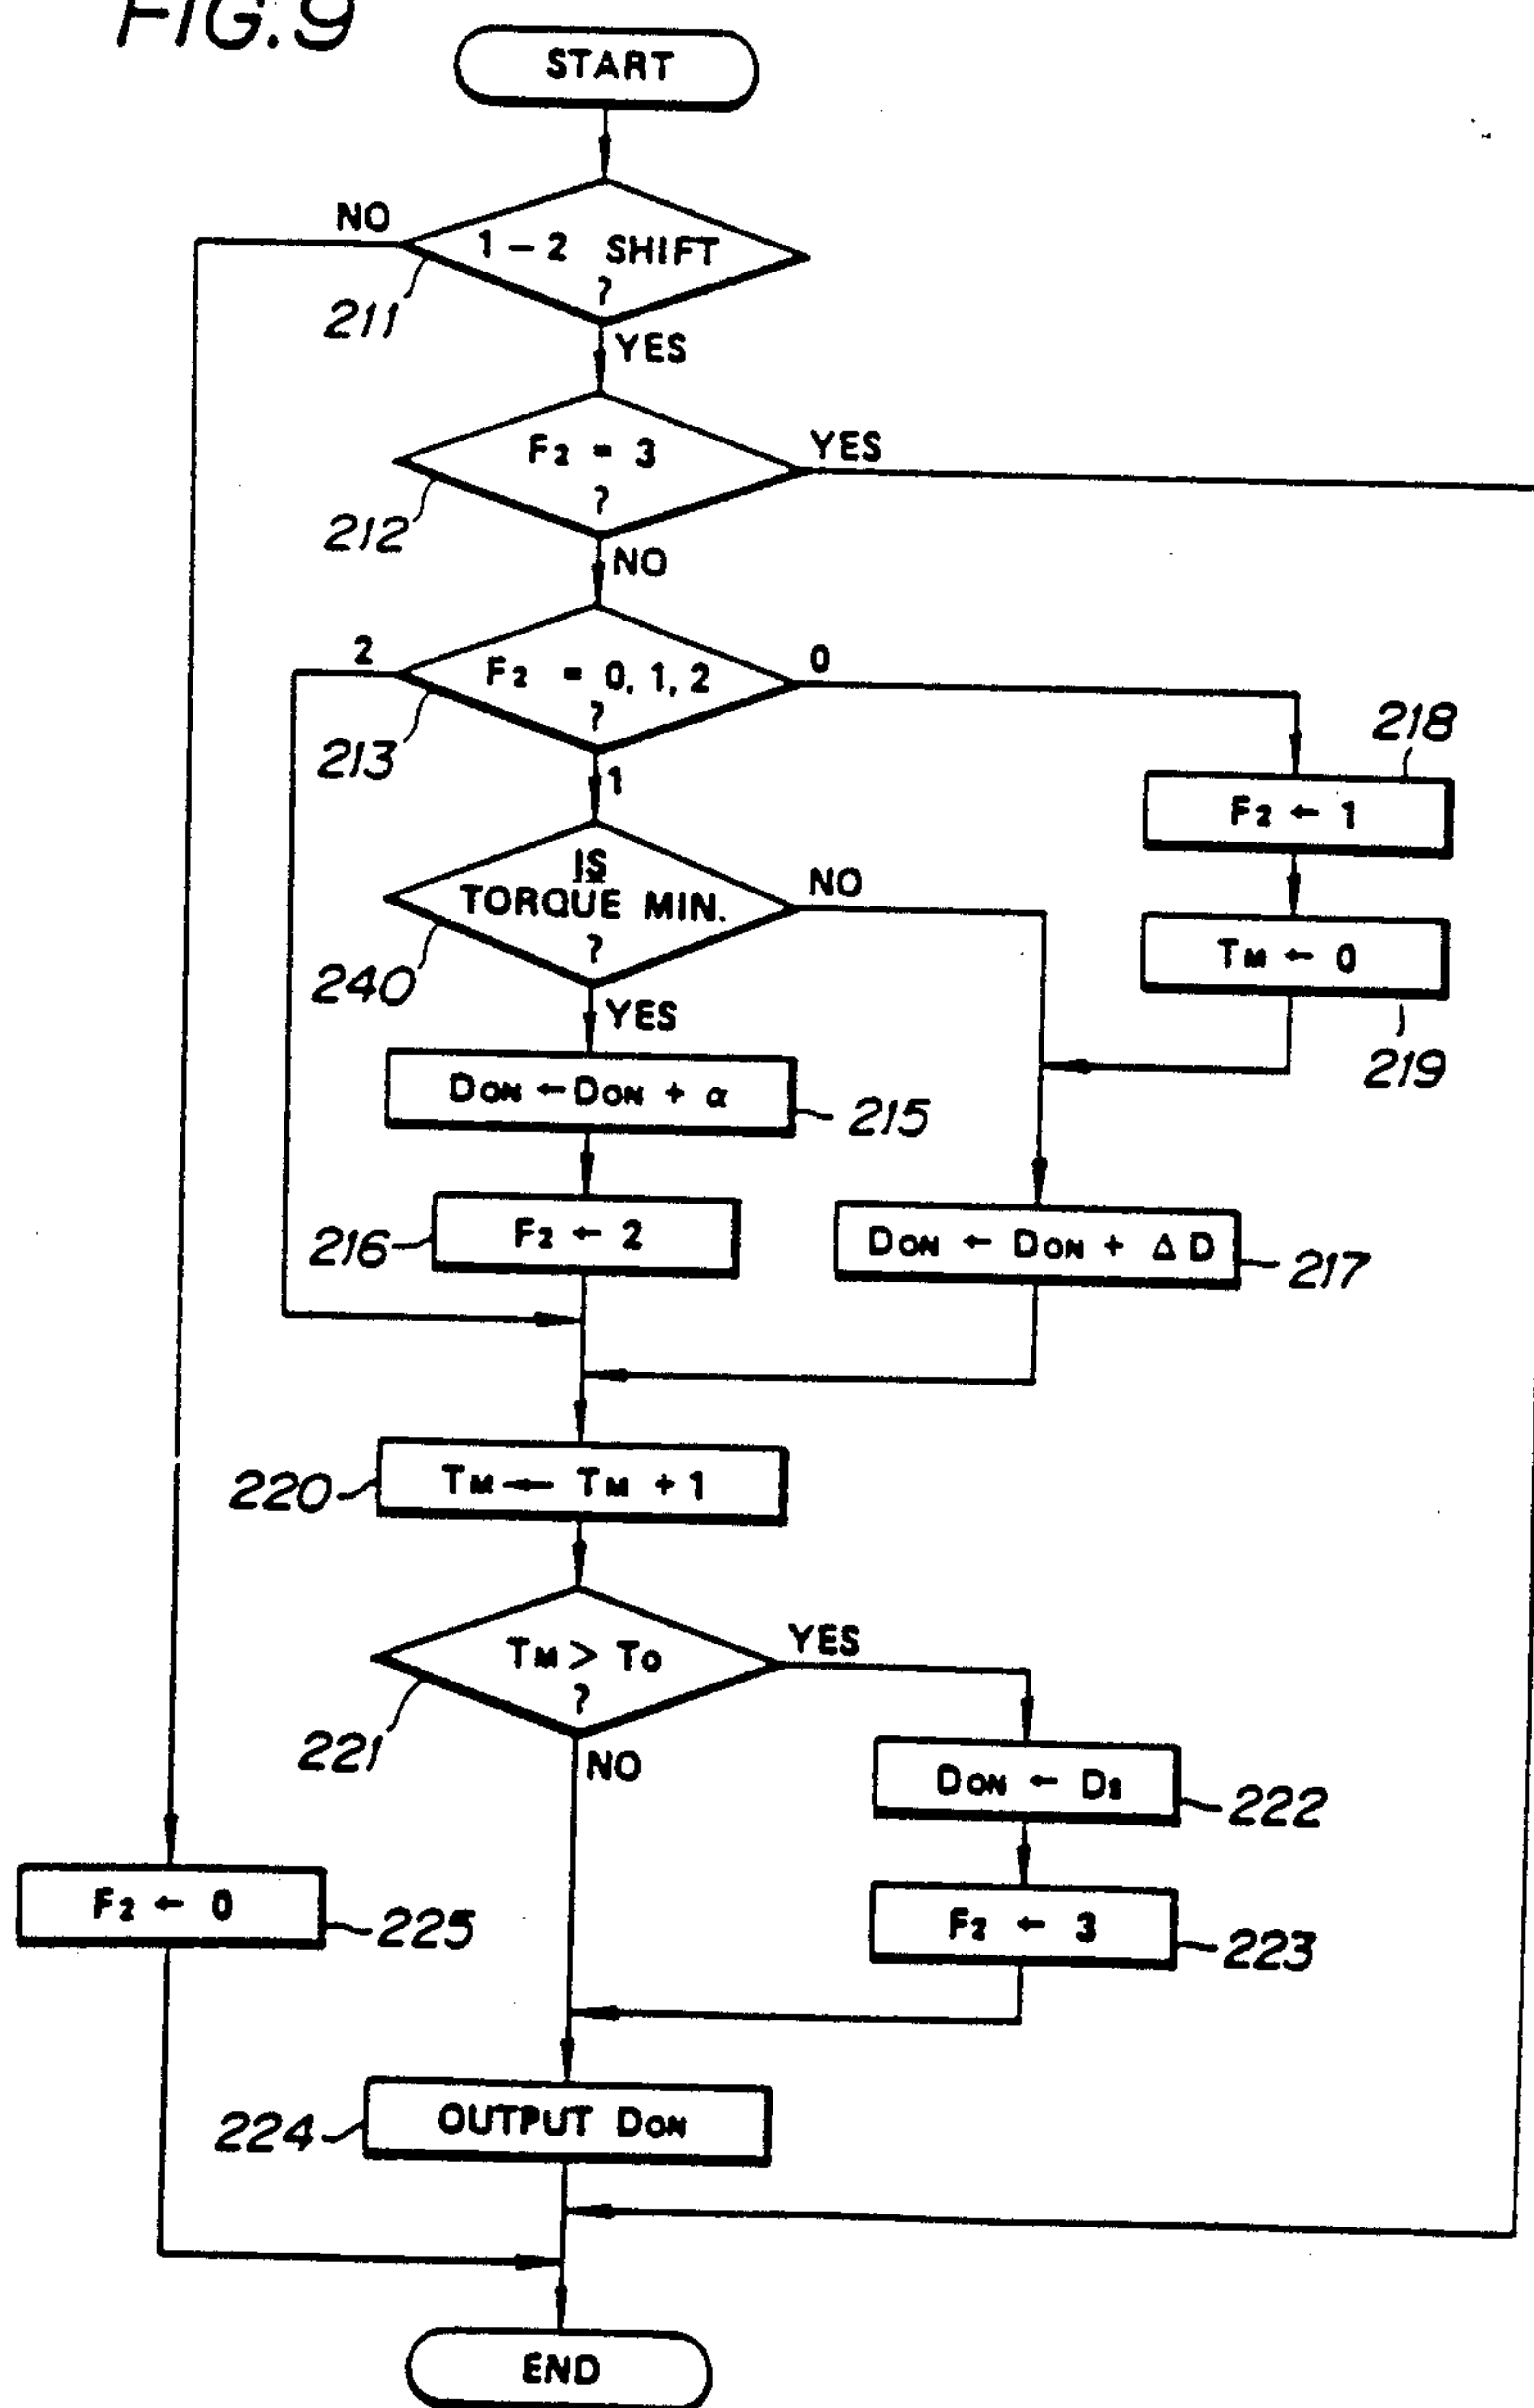 FIG. 9
START
NO
1 - 2 SHIFT
?
211
YES
F2 = 3
?
YES
212
NO
2
F2 = 0, 1, 2
?
0
213
1
218
F2 ← 1
IS
TORQUE MIN.
?
NO
240
YES
TM ← 0
219
DON ← DON + α
215
F2 ← 2
216
DON ← DON + Δ D
217
TM ← TM + 1
220
TM > TO
?
YES
221
NO
DON ← DS
222
F2 ← 0
225
F2 ← 3
223
OUTPUT DON
224
END